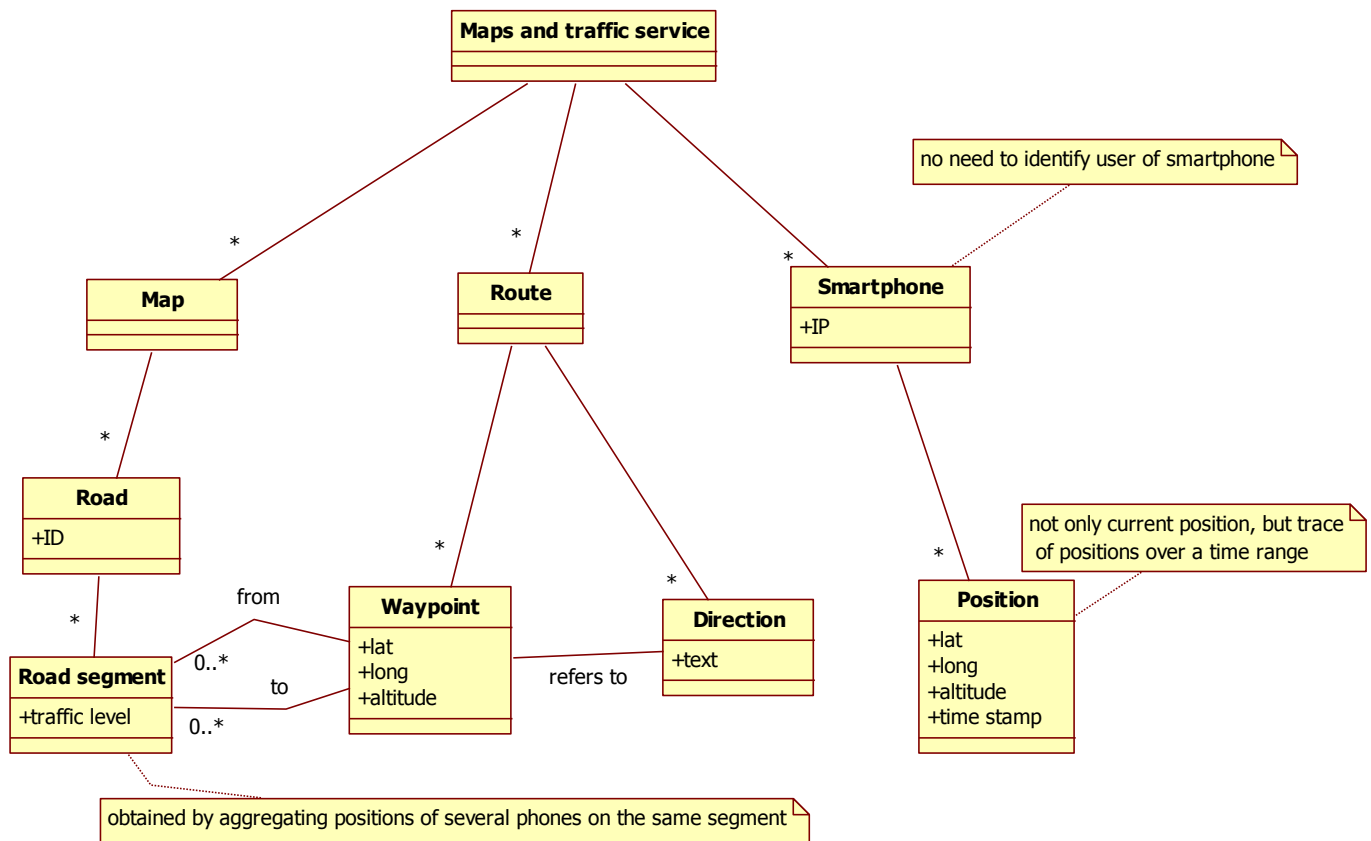 Maps and traffic service
no need to identify user of smartphone
*
*
*
Map
Route
Smartphone
+IP
*
Road
+ID
*
*
*
not only current position, but trace
of positions over a time range
*
from
0..*
to
0..*
Road segment
+traffic level
Waypoint
+lat
+long
+altitude
refers to
Direction
+text
Position
+lat
+long
+altitude
+time stamp
obtained by aggregating positions of several phones on the same segment